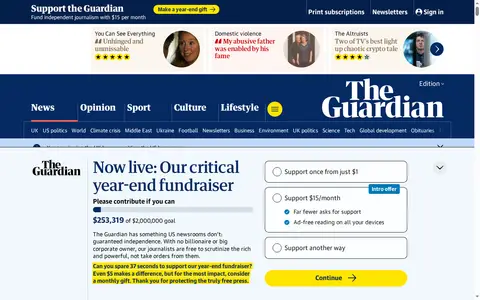 Support the Guardian
Fund independent journalism with $15 per month
Make a year-end gift
Print subscriptions
Newsletters
Sign in
You Can See Everything
Unhinged and
unmissable
Domestic violence
My abusive father
was enabled by his
fame
The Altruists
Two of TV's best light
up chaotic crypto tale
The
Guardian
Edition
News
Opinion
Sport
Culture
Lifestyle
UK
US politics
World
Climate crisis
Middle East
Ukraine
Football
Newsletters
Business
Environment
UK politics
Science
Tech
Global development
Obituaries
The
Guardian
Now live: Our critical
year-end fundraiser
Please contribute if you can
$253,319 of $2,000,000 goal
The Guardian has something US newsrooms don't:
guaranteed independence. With no billionaire or big
corporate owner, our journalists are free to scrutinize the rich
and powerful, not take orders from them.
Can you spare 37 seconds to support our year-end fundraiser?
Even $5 makes a difference, but for the most impact, consider
a monthly gift. Thank you for protecting the truly free press.
Support once from just $1
Intro offer
Support $15/month
Far fewer asks for support
Ad-free reading on all your devices
Support another way
Continue